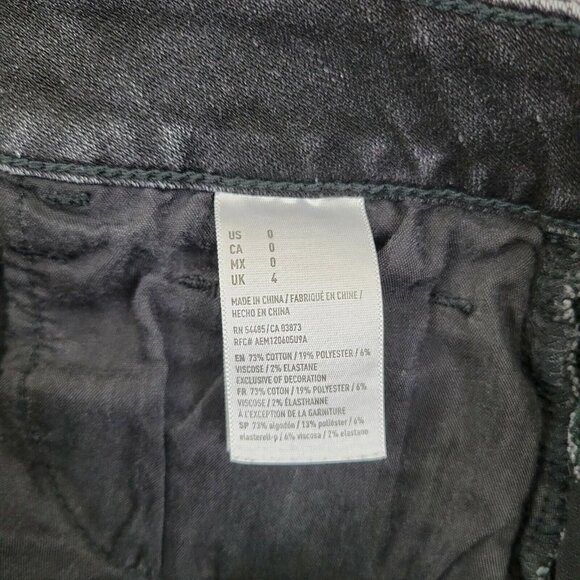 US 0
CA 0
MX 0
UK 4
MADE IN CHINA / FABRIQUÉ EN CHINE /
HECHO EN CHINA
RN 54485 / CA 03873
RFC# AEM120605U9A
EN 73% COTTON / 19% POLYESTER / 6%
VISCOSE / 2% ELASTANE
EXCLUSIVE OF DECORATION
FR 73% COTON / 19% POLYESTER / 6%
VISCOSE / 2% ÉLASTHANNE
À L'EXCEPTION DE LA GARNITURE
SP 73% algodón / 13% poliéster / 6%
elasterell-p / 6% viscosa / 2% elastano